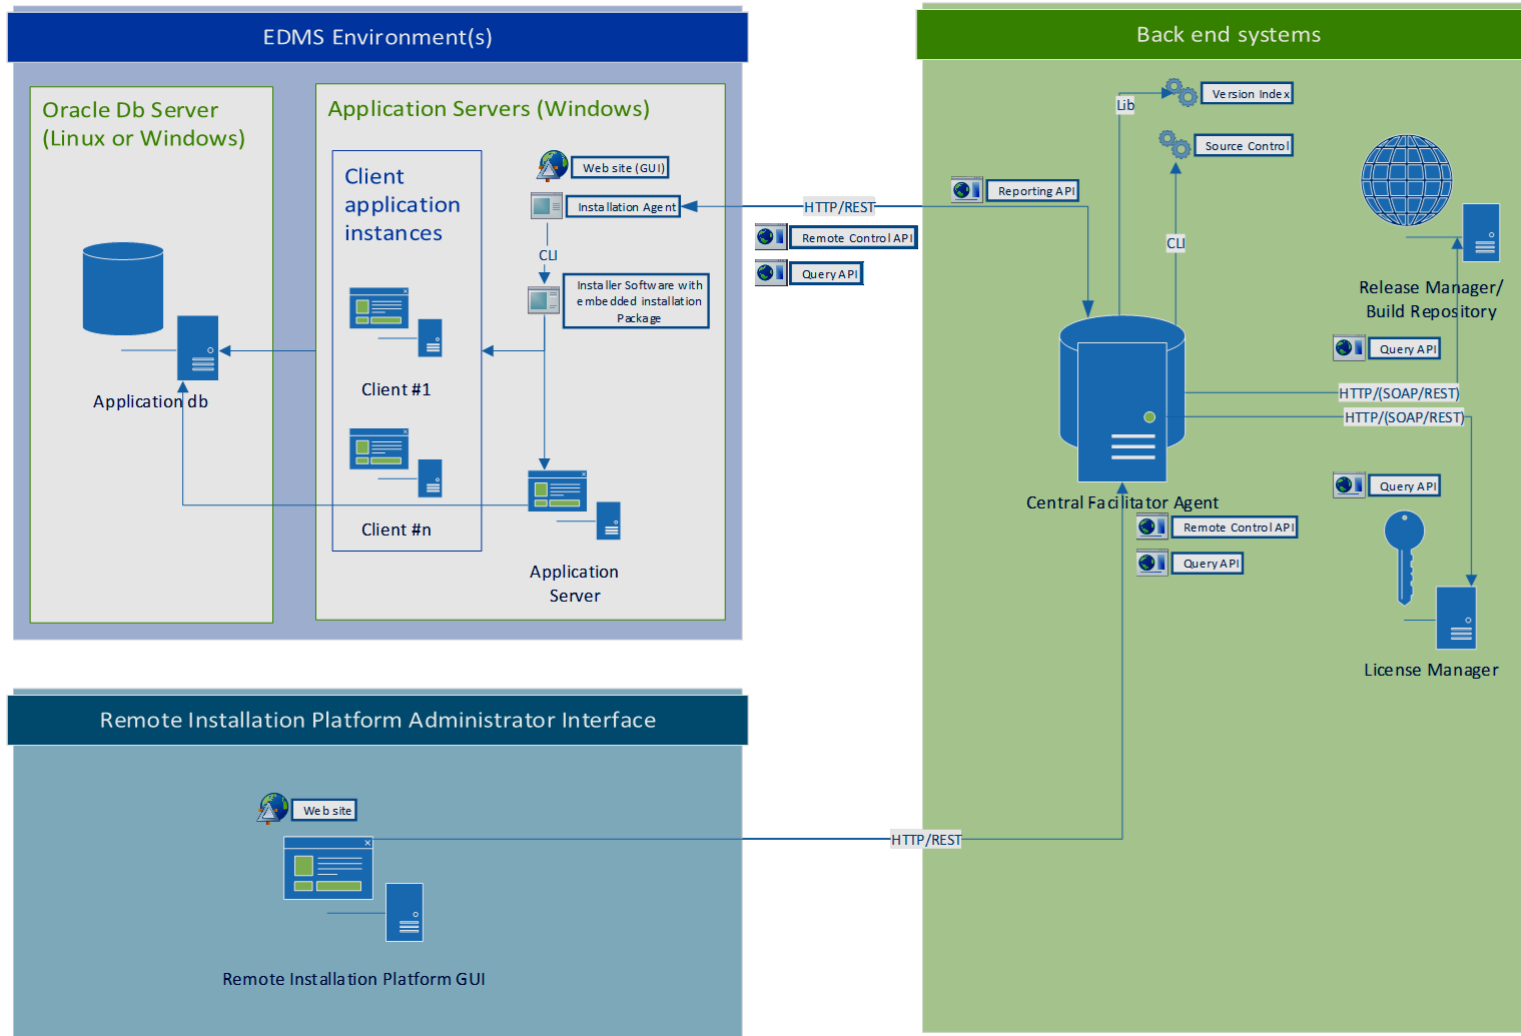 EDMS Environment(s)
Oracle Db Server
(Linux or Windows)
Application db
Application Servers (Windows)
Client
application
instances
Client #1
Client #n
Web site (GUI)
Installation Agent
CLI
Installer Software with
embedded installation
Package
Application
Server
HTTP/REST
Remote Control API
Query API
Back end systems
Reporting API
Lib
Version Index
Source Control
CLI
Release Manager/
Build Repository
Query API
HTTP/(SOAP/REST)
HTTP/(SOAP/REST)
Central Facilitator Agent
Remote Control API
Query API
Query API
License Manager
Remote Installation Platform Administrator Interface
Web site
HTTP/REST
Remote Installation Platform GUI